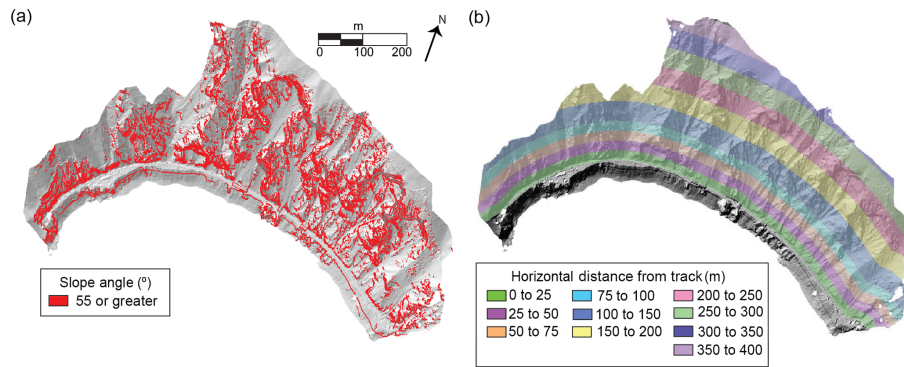 (a)
m
0 100 200
N
Slope angle (º)
55 or greater
(b)
Horizontal distance from track (m)
0 to 25
25 to 50
50 to 75
75 to 100
100 to 150
150 to 200
200 to 250
250 to 300
300 to 350
350 to 400